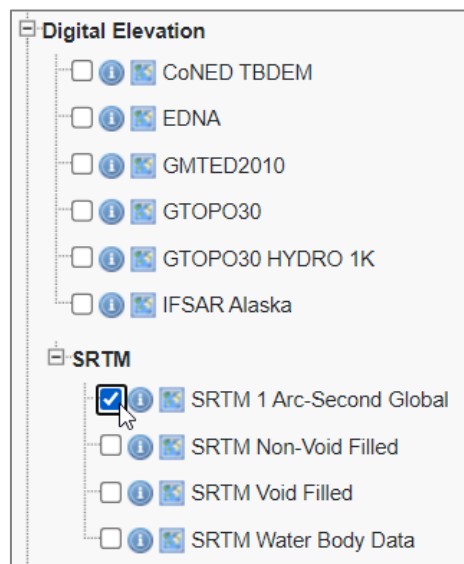 Digital Elevation
CoNED TBDEM
EDNA
GMTED2010
GTOPO30
GTOPO30 HYDRO 1K
IFSAR Alaska
SRTM
SRTM 1 Arc-Second Global
SRTM Non-Void Filled
SRTM Void Filled
SRTM Water Body Data